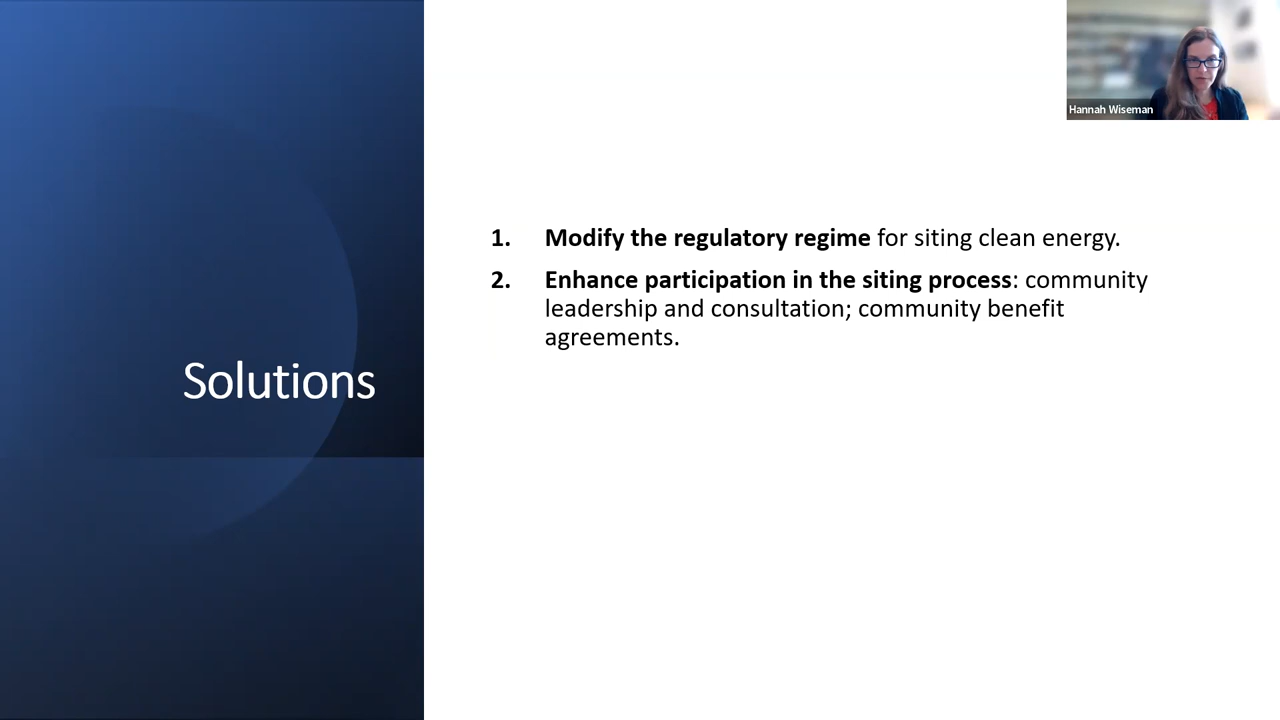 Hannah Wiseman
1. Modify the regulatory regime for siting clean energy.
2. Enhance participation in the siting process: community
leadership and consultation; community benefit
agreements.
Solutions